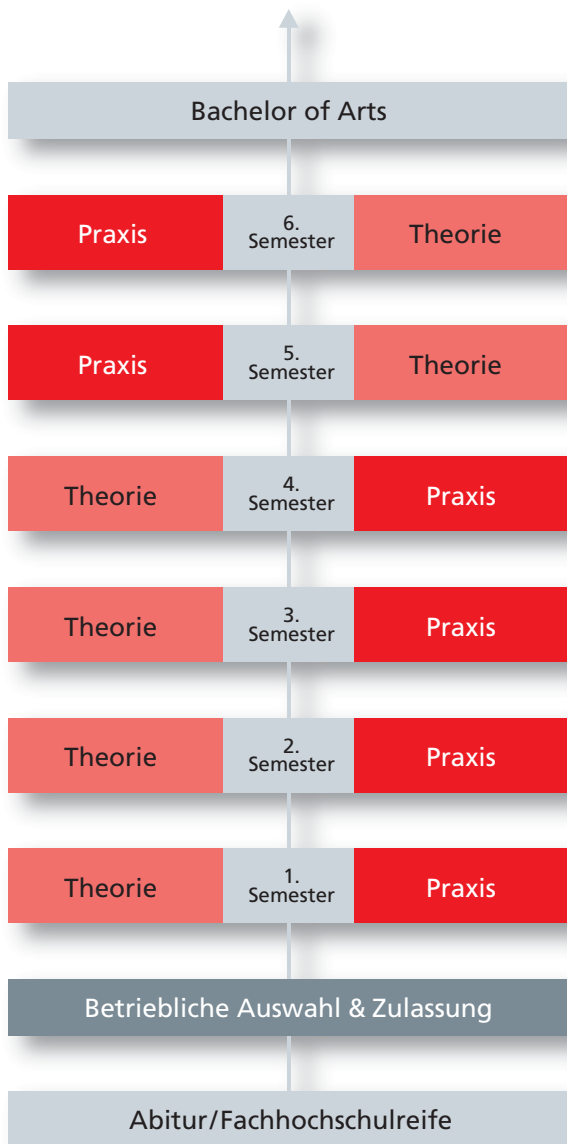 Bachelor of Arts
Praxis
6.
Semester
Theorie
Praxis
5.
Semester
Theorie
Theorie
4.
Semester
Praxis
Theorie
3.
Semester
Praxis
Theorie
2.
Semester
Praxis
Theorie
1.
Semester
Praxis
Betriebliche Auswahl & Zulassung
Abitur/Fachhochschulreife